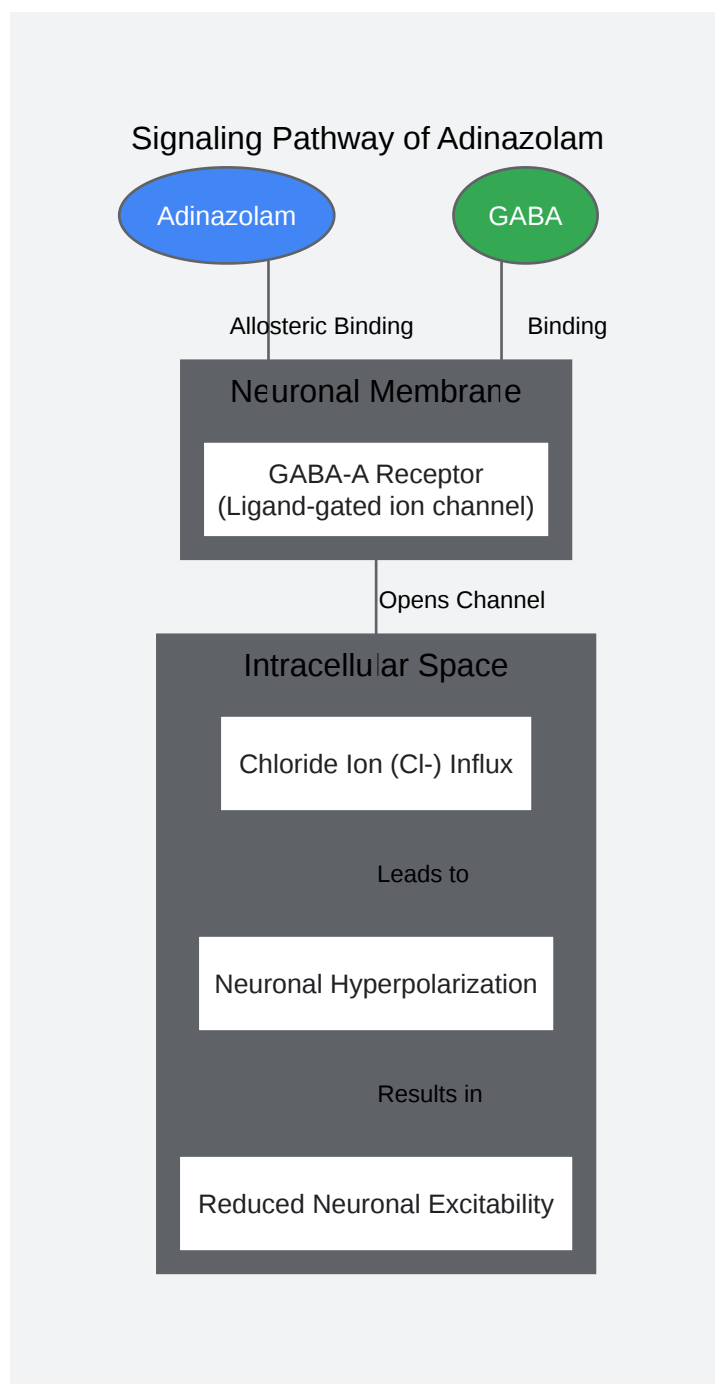 Signaling Pathway of Adinazolam
Adinazolam
GABA
Allosteric Binding
Binding
Neuronal Membrane
GABA-A Receptor
(Ligand-gated ion channel)
Opens Channel
Intracellular Space
Chloride Ion (Cl-) Influx
Leads to
Neuronal Hyperpolarization
Results in
Reduced Neuronal Excitability